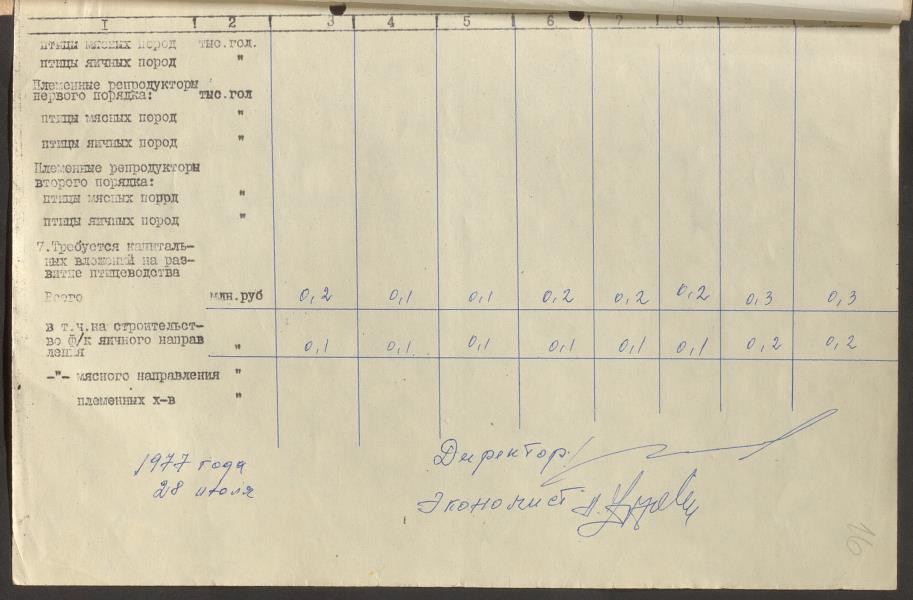 I ! 2 ! 3 ! 4 ! 5 ! 6 ! 7 ! 8 !
птицы мясных пород тыс.гол.
птицы яичных пород "
Племенные репродукторы
первого порядка: тыс.гол
птицы мясных пород "
птицы яичных пород "
Племенные репродукторы
второго порядка:
птицы мясных пород "
птицы яичных пород "
7.Требуется капиталь-
ных вложений на раз-
витие птицеводства
Всего млн.руб 0,2 0,1 0,1 0,2 0,2 0,2 0,3 0,3
в т.ч.на строительст-
во ф/к яичного направ " 0,1 0,1 0,1 0,1 0,1 0,1 0,2 0,2
ления
-"- мясного направления "
племенных х-в "
Директор
1977 года
28 июля
Экономист
16